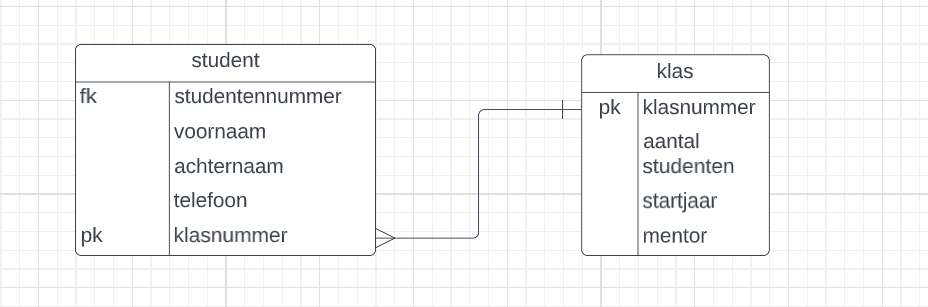 student
fk studentennummer
voornaam
achternaam
telefoon
pk klasnummer
klas
pk klasnummer
aantal
studenten
startjaar
mentor